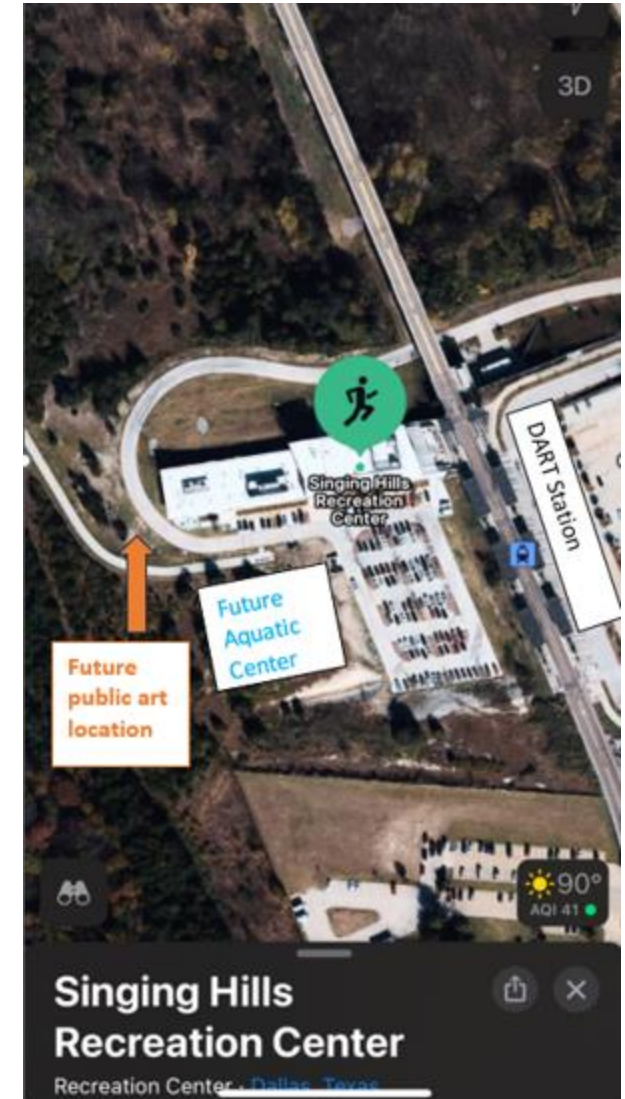 3D
Singing Hills
Recreation
Center
DART Station
Future
Aquatic
Center
Future
public art
location
90°
AQI 41
Singing Hills
Recreation Center
Recreation Center · Dallas, Texas